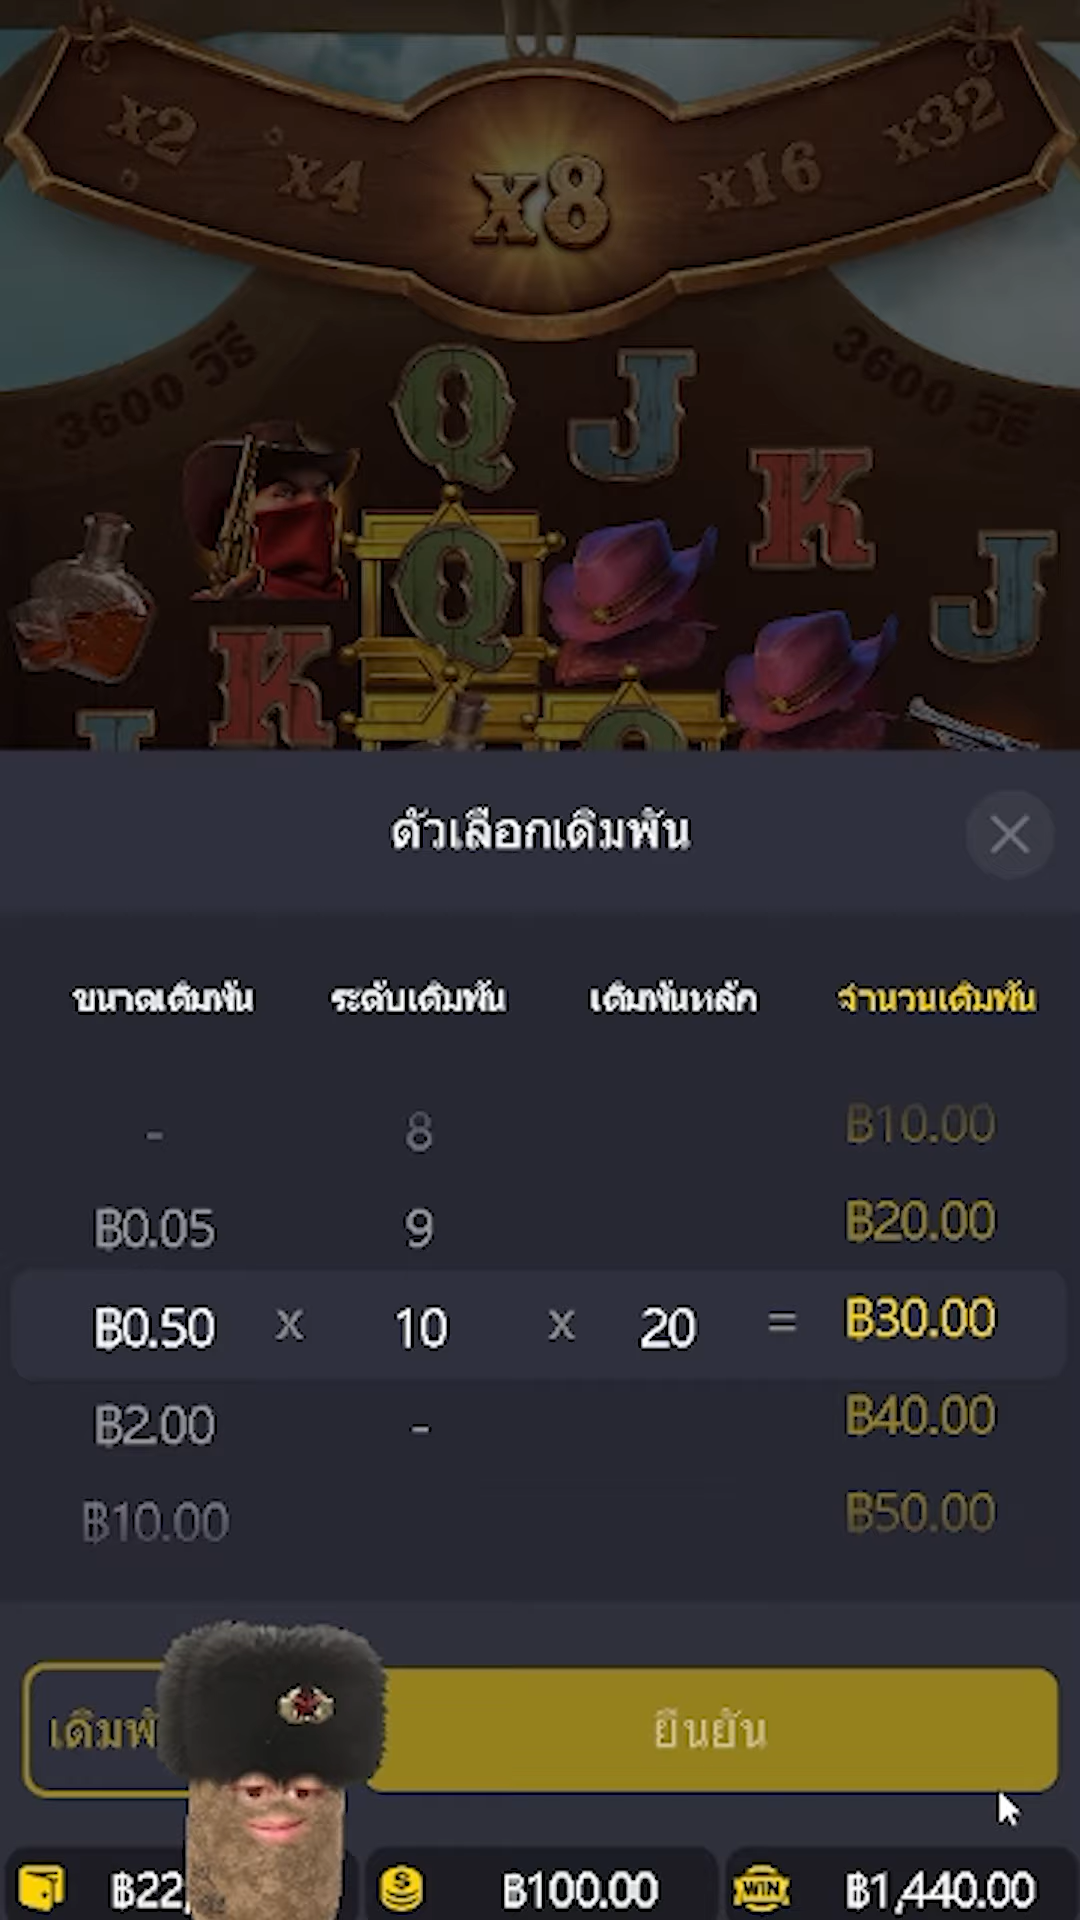 x2 x4 x8 x16 x32
3600 วิธี 3600 วิธี
Q J
K
Q
J
K
J
Q
ตัวเลือกเดิมพัน
ขนาดเดิมพัน ระดับเดิมพัน เดิมพันหลัก จำนวนเดิมพัน
- 8 ฿10.00
฿0.05 9 ฿20.00
฿0.50 x 10 x 20 = ฿30.00
฿2.00 - ฿40.00
฿10.00 ฿50.00
ยืนยัน
฿22, ฿100.00 WIN ฿1,440.00